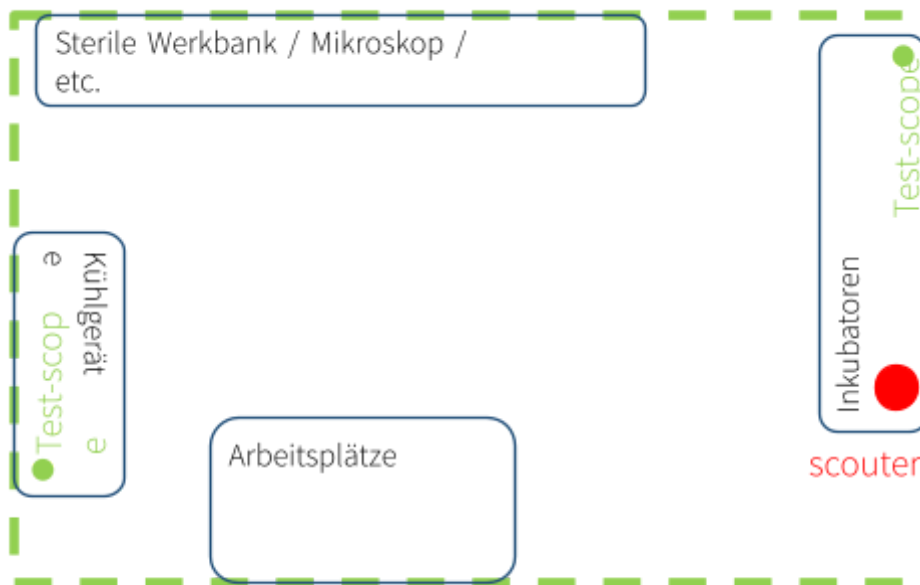 Sterile Werkbank / Mikroskop /
etc.
Test-scope
Inkubatoren
scouter
Kühlgerät
e
Test-scop
e
Arbeitsplätze